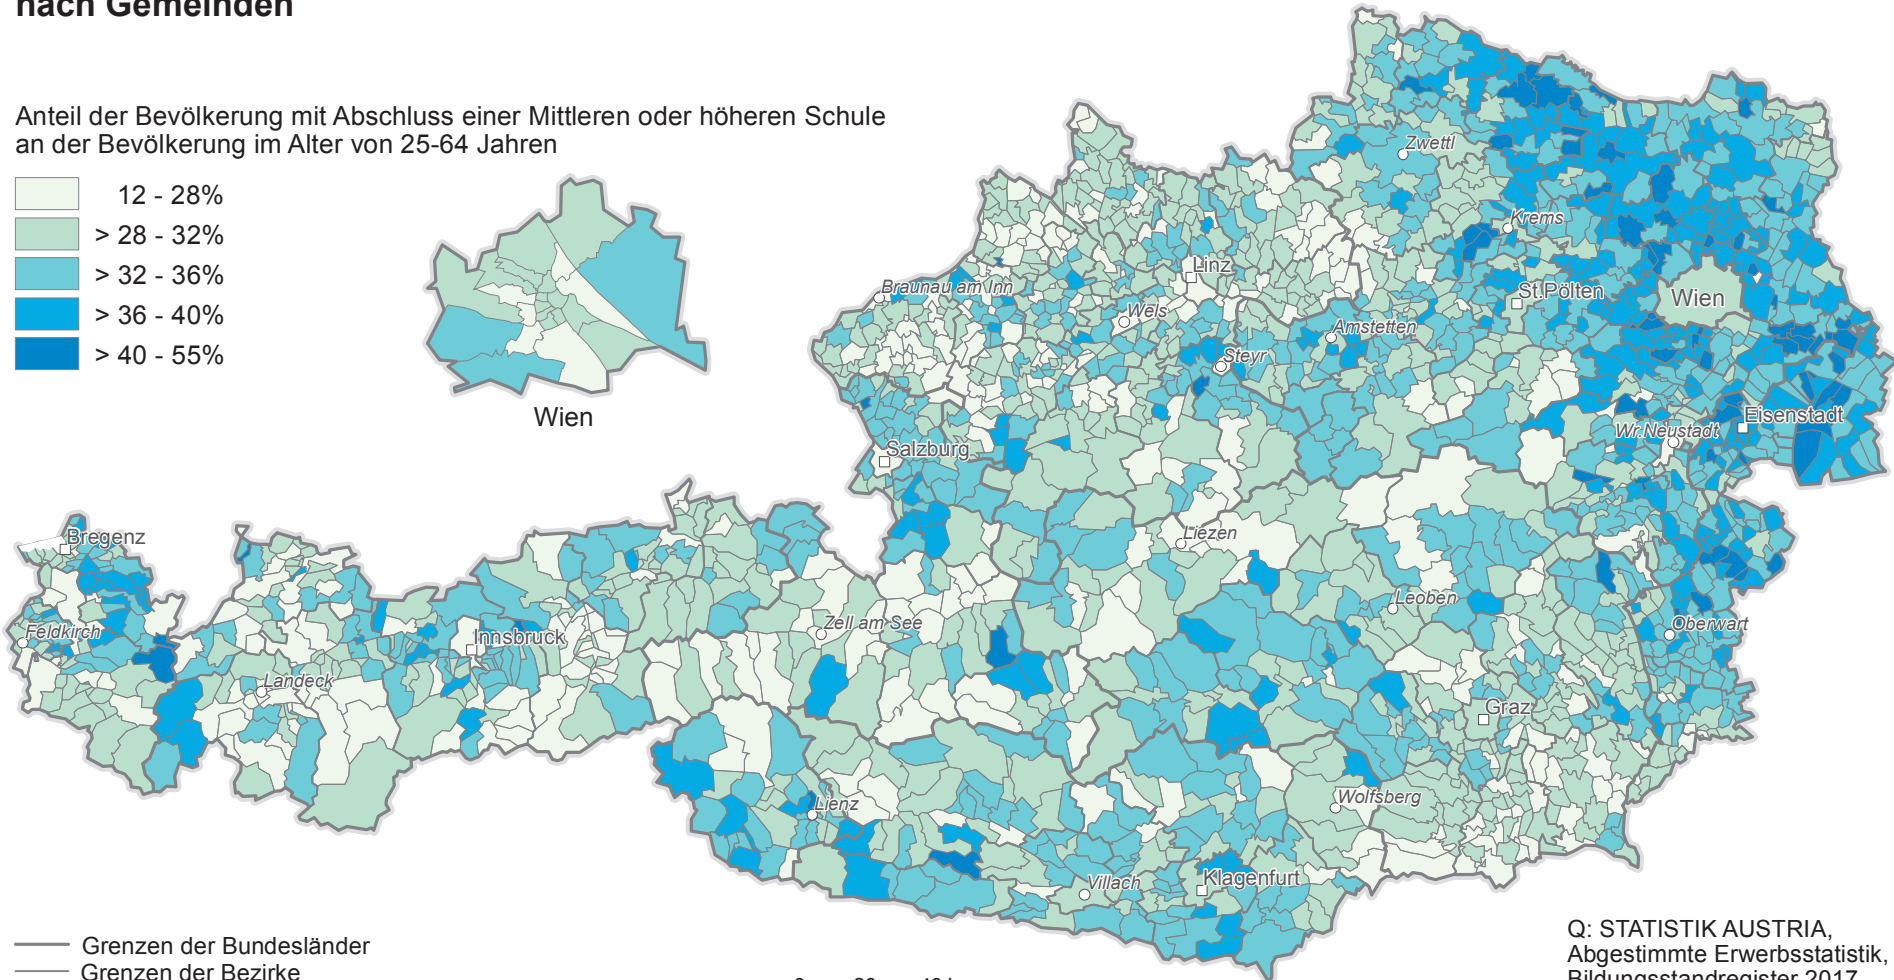 nach Gemeinden
Anteil der Bevölkerung mit Abschluss einer Mittleren oder höheren Schule
an der Bevölkerung im Alter von 25-64 Jahren
12 - 28%
> 28 - 32%
> 32 - 36%
> 36 - 40%
> 40 - 55%
Wien
Zwettl
Krems
Linz
Braunau am Inn
St.Pölten
Wien
Wels
Amstetten
Steyr
Eisenstadt
Wr.Neustadt
Salzburg
Bregenz
Liezen
Leoben
Feldkirch
Innsbruck
Zell am See
Oberwart
Landeck
Graz
Lienz
Wolfsberg
Villach
Klagenfurt
Grenzen der Bundesländer
Grenzen der Bezirke
Q: STATISTIK AUSTRIA,
Abgestimmte Erwerbsstatistik,
Bildungsstandregister 2017